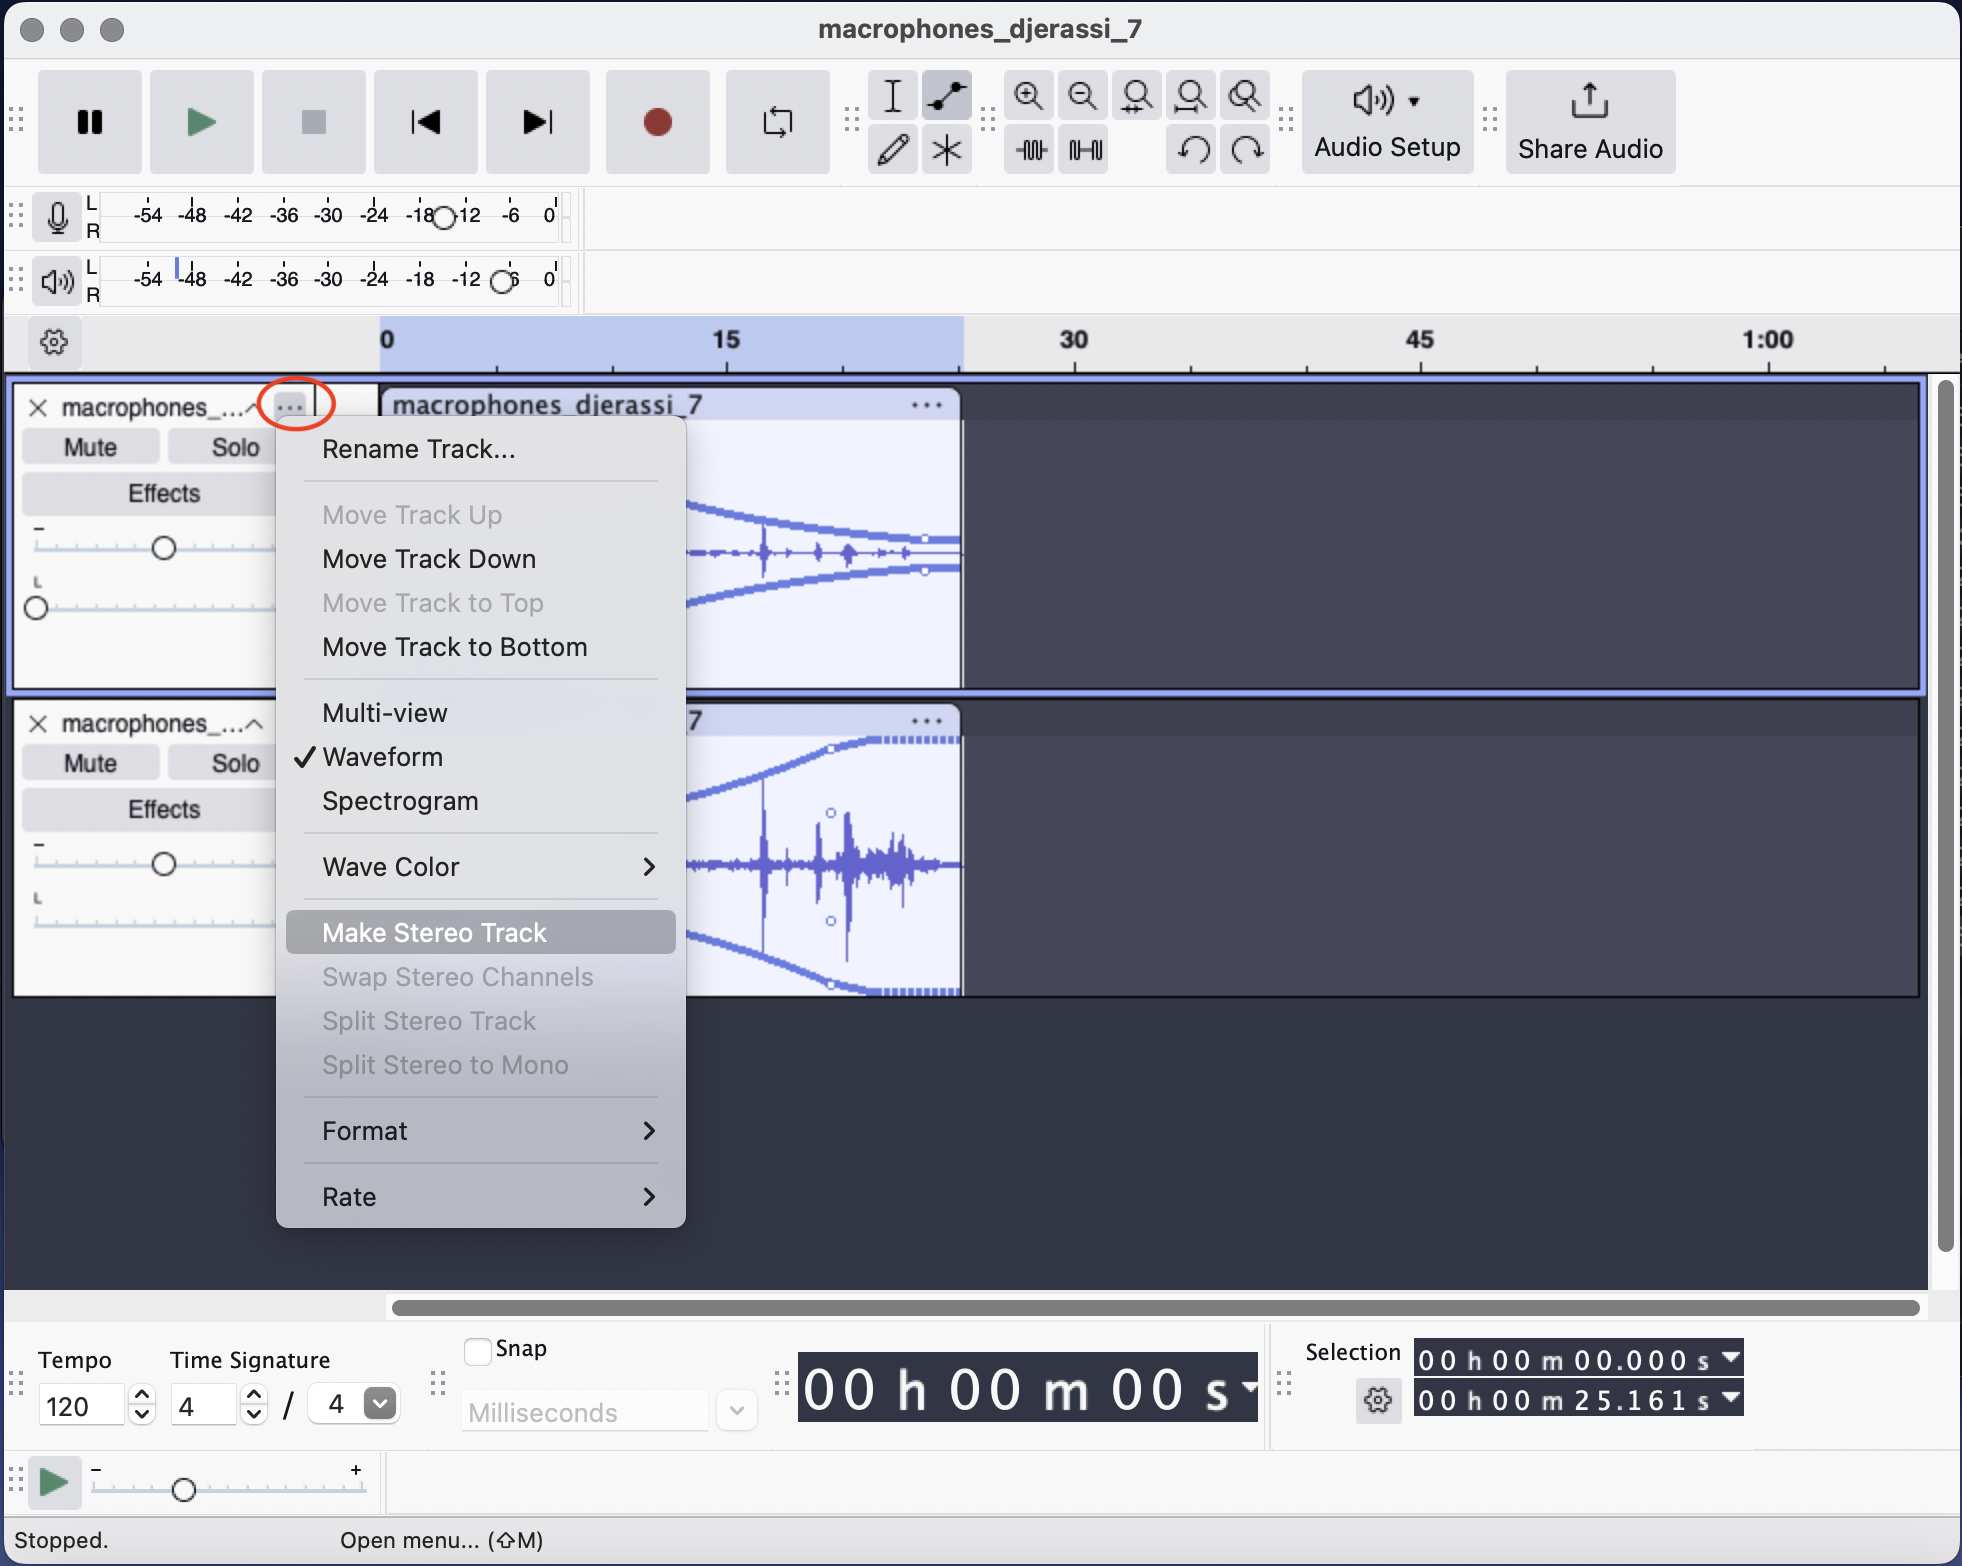 macrophones_djerassi_7
Audio Setup
Share Audio
L
R
-54 -48 -42 -36 -30 -24 -18 -12 -6 0
L
R
-54 -48 -42 -36 -30 -24 -18 -12 0
0 15 30 45 1:00
macrophones_... macrophones_djerassi_7
Mute Solo
Effects
L
Rename Track...
Move Track Up
Move Track Down
Move Track to Top
Move Track to Bottom
Multi-view
Waveform
Spectrogram
Wave Color
Make Stereo Track
Swap Stereo Channels
Split Stereo Track
Split Stereo to Mono
Format
Rate
macrophones_... 7
Mute Solo
Effects
L
Tempo Time Signature
120 4 / 4
Snap
Milliseconds
00 h 00 m 00 s
Selection
00 h 00 m 00.000 s
00 h 00 m 25.161 s
- +
Stopped. Open menu... (⇧M)